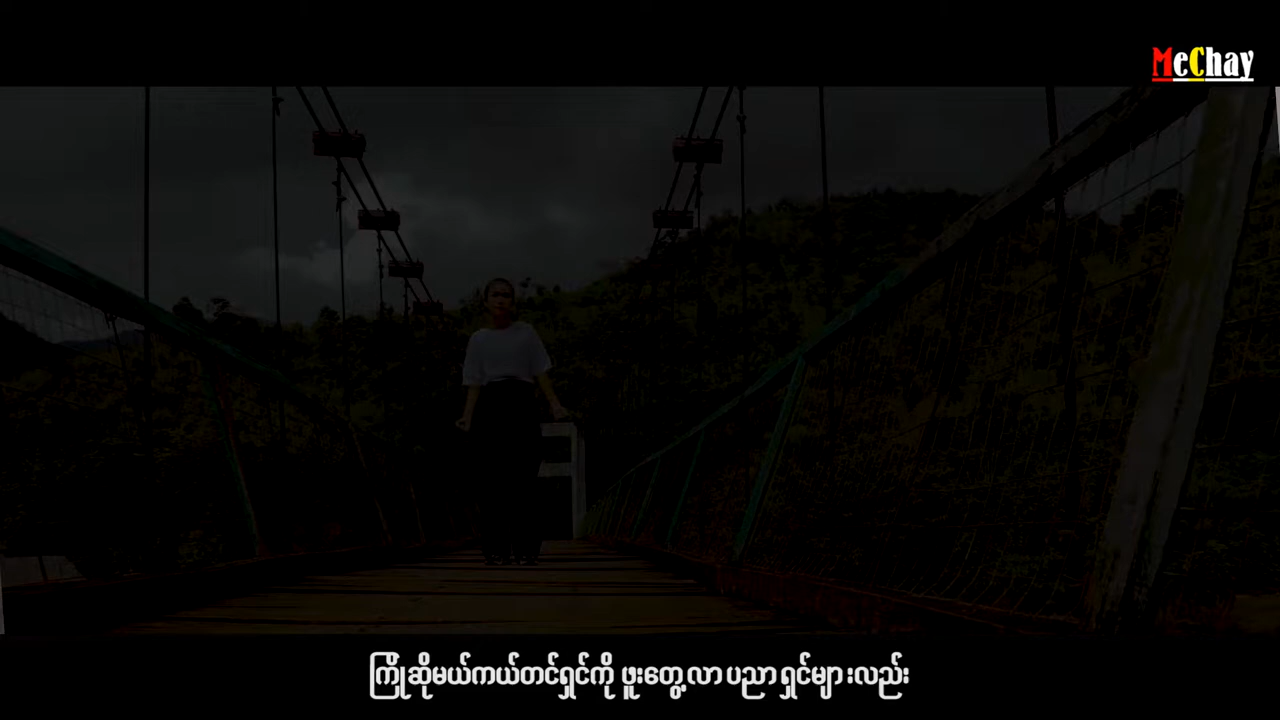 MeChay
ကြိုဆိုမယ်ကယ်တင်ရှင်ကို ဖူးတွေ့လာ ပညာ ရှင်များလည်း